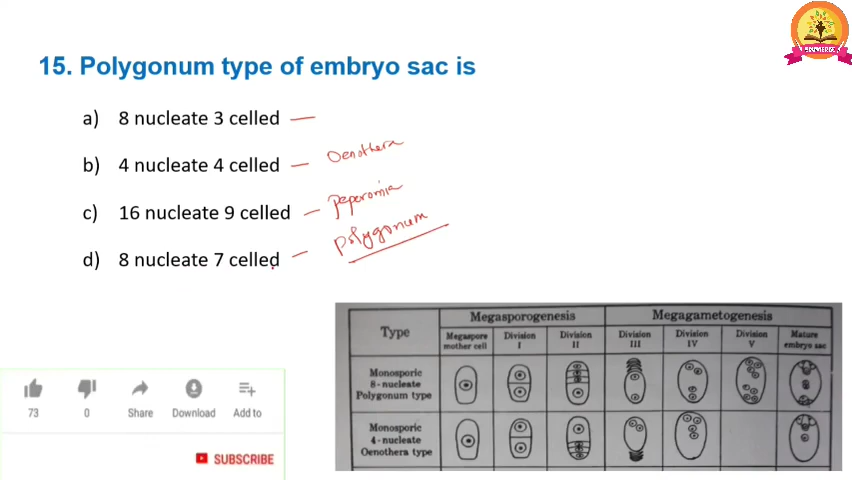 EDUMERSE
15. Polygonum type of embryo sac is
a) 8 nucleate 3 celled —
b) 4 nucleate 4 celled — Oenothera
c) 16 nucleate 9 celled — Peperomia
d) 8 nucleate 7 celled — Polygonum
Type
Megasporogenesis
Megagametogenesis
Megaspore mother cell
Division I
Division II
Division III
Division IV
Division V
Mature embryo sac
Monosporic
8-nucleate
Polygonum type
Monosporic
4-nucleate
Oenothera type
73
0
Share
Download
Add to
SUBSCRIBE